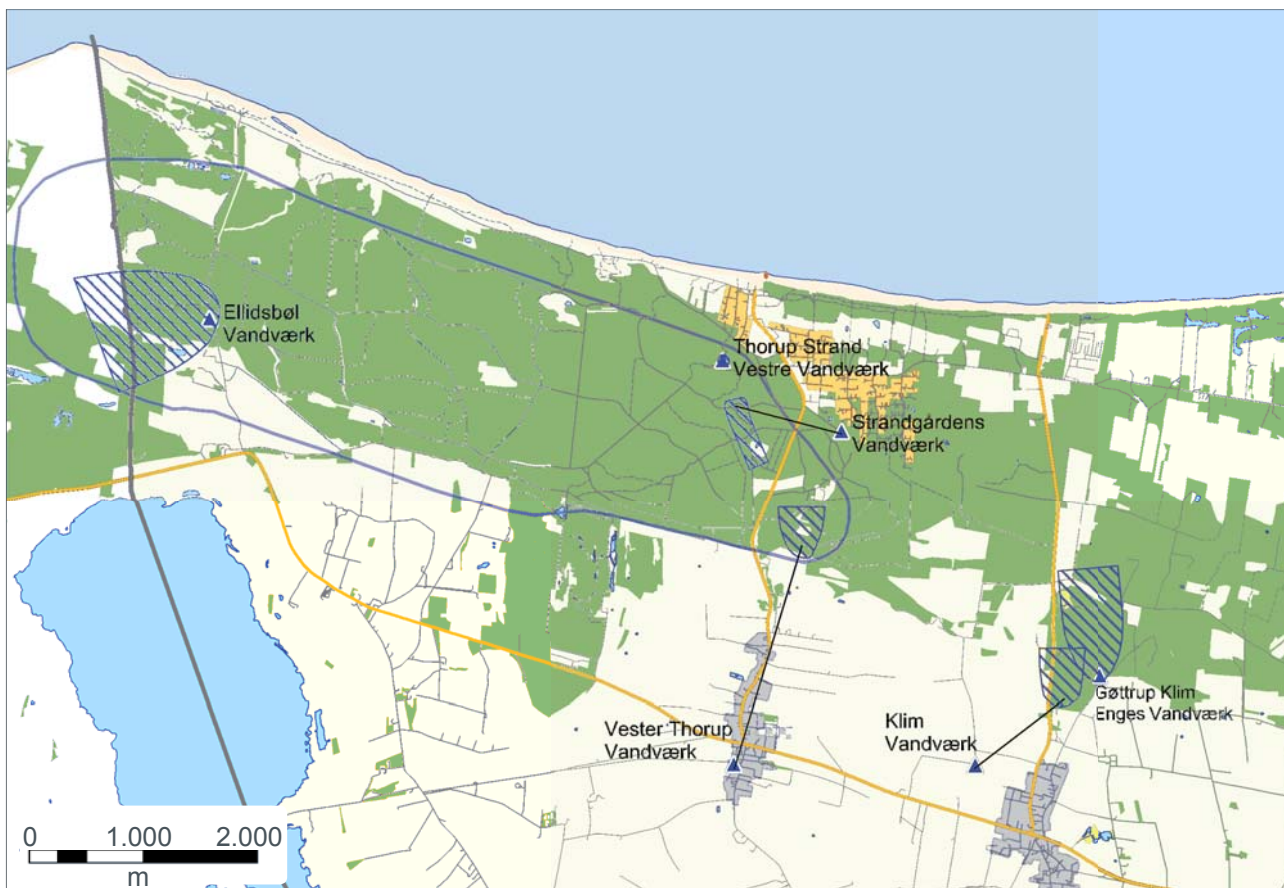 Ellidsbøl
Vandværk
Thorup Strand
Vestre Vandværk
Strandgårdens
Vandværk
Gøttrup Klim
Enges Vandværk
Klim
Vandværk
Vester Thorup
Vandværk
0 1.000 2.000
m